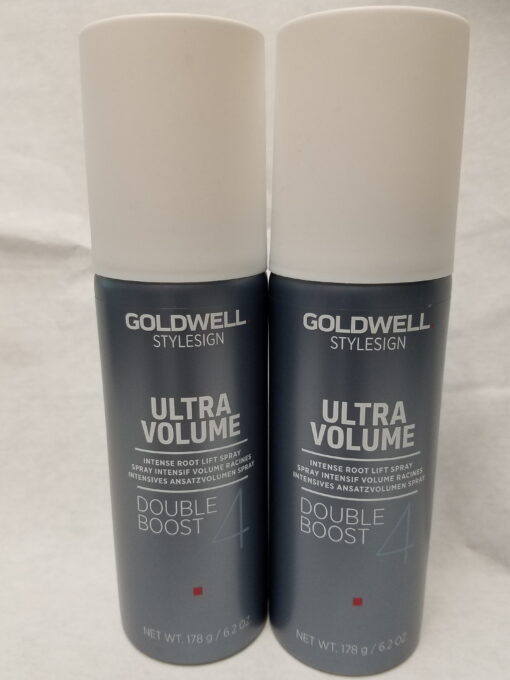 GOLDWELL
STYLESIGN
ULTRA
VOLUME
INTENSE ROOT LIFT SPRAY
SPRAY INTENSIF VOLUME RACINES
INTENSIVES ANSATZVOLUMEN SPRAY
DOUBLE
BOOST 4
NET WT. 178 g / 6.2 OZ
GOLDWELL
STYLESIGN
ULTRA
VOLUME
INTENSE ROOT LIFT SPRAY
SPRAY INTENSIF VOLUME RACINES
INTENSIVES ANSATZVOLUMEN SPRAY
DOUBLE
BOOST 4
NET WT. 178 g / 6.2 OZ